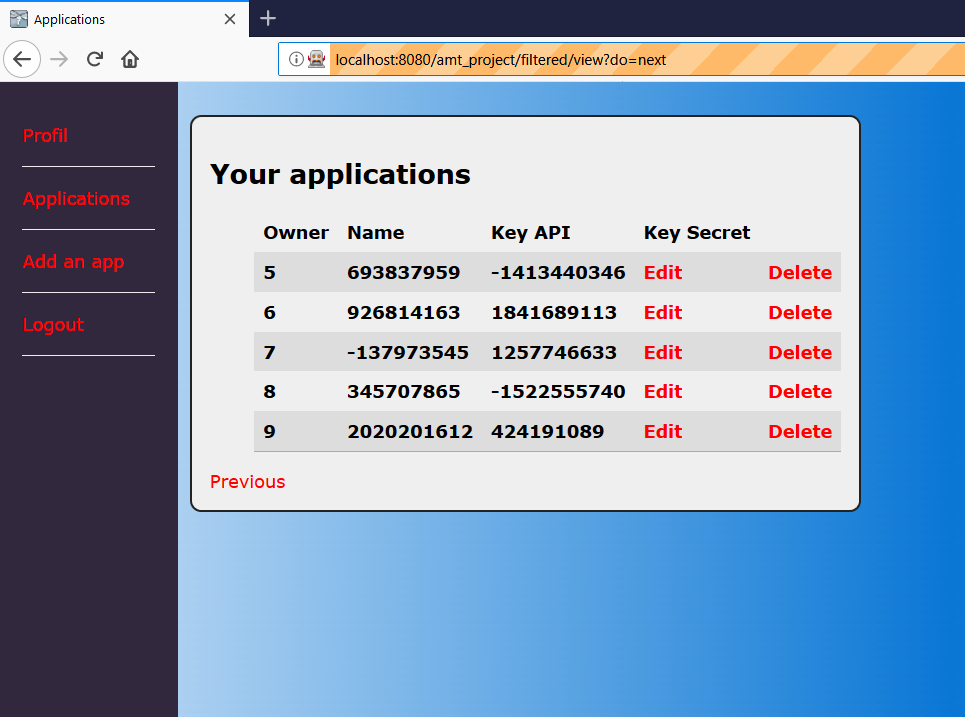 Applications
localhost:8080/amt_project/filtered/view?do=next
Profil
Applications
Add an app
Logout
Your applications
Owner Name Key API Key Secret
5 693837959 -1413440346 Edit Delete
6 926814163 1841689113 Edit Delete
7 -137973545 1257746633 Edit Delete
8 345707865 -1522555740 Edit Delete
9 2020201612 424191089 Edit Delete
Previous